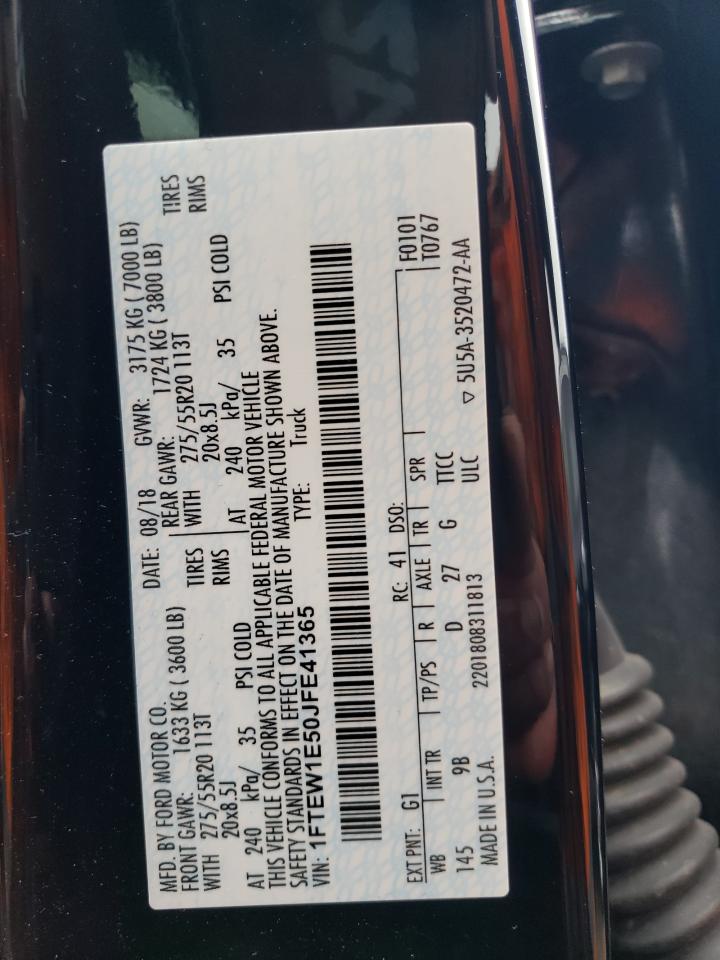 MFD. BY FORD MOTOR CO. DATE: 08/18 GVWR: 3175 KG ( 7000 LB)
FRONT GAWR: 1633 KG ( 3600 LB) REAR GAWR: 1724 KG ( 3800 LB)
WITH 275/55R20 113T TIRES WITH 275/55R20 113T TIRES
20x8.5J RIMS 20x8.5J RIMS
AT 240 kPa/ 35 PSI COLD AT 240 kPa/ 35 PSI COLD
THIS VEHICLE CONFORMS TO ALL APPLICABLE FEDERAL MOTOR VEHICLE
SAFETY STANDARDS IN EFFECT ON THE DATE OF MANUFACTURE SHOWN ABOVE.
VIN: 1FTEW1E50JFE41365 TYPE: Truck
EXT PNT: G1 RC: 41 DSO: F0101
WB INT TR TP/PS R AXLE TR SPR T0767
145 9B D 27 G TTCC
MADE IN U.S.A. 2201808311813 ULC ▽ 5U5A-3520472-AA